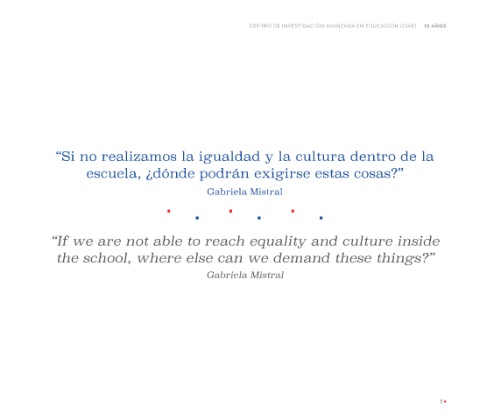 CENTRO DE INVESTIGACIÓN AVANZADA EN EDUCACIÓN (CIAE) 10 AÑOS
“Si no realizamos la igualdad y la cultura dentro de la
escuela, ¿dónde podrán exigirse estas cosas?”
Gabriela Mistral
“If we are not able to reach equality and culture inside
the school, where else can we demand these things?”
Gabriela Mistral